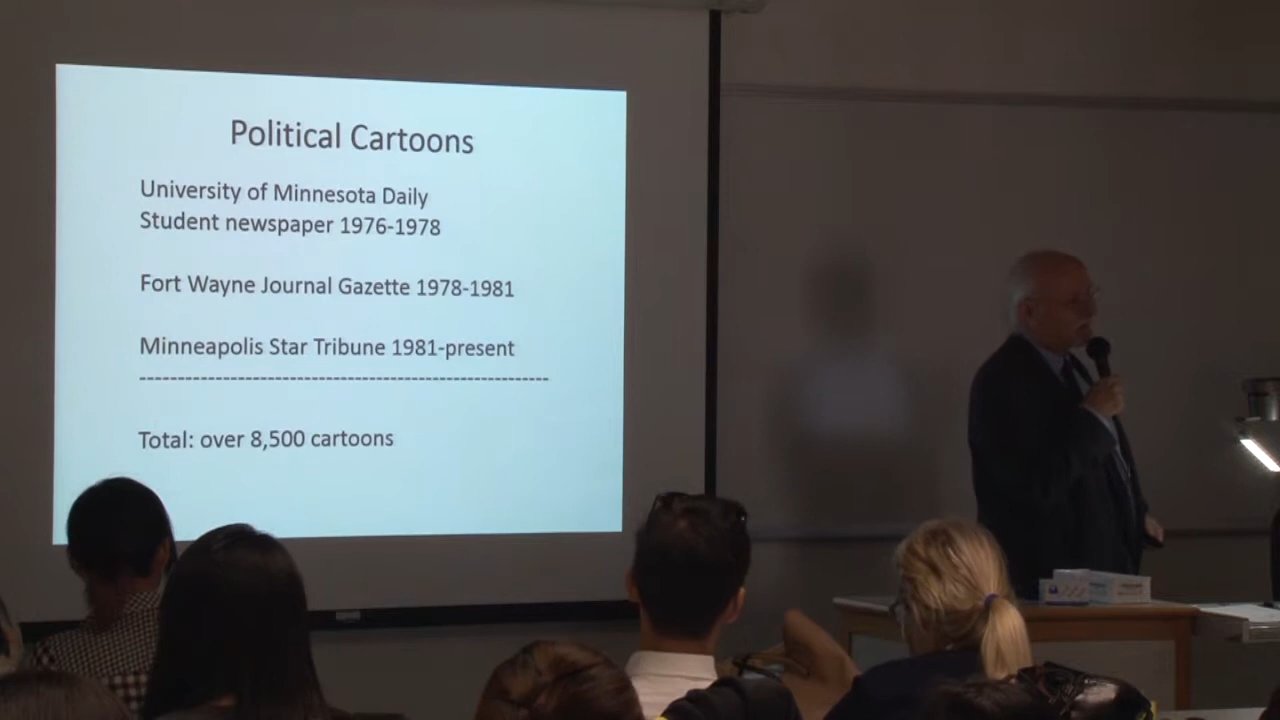 Political Cartoons
University of Minnesota Daily
Student newspaper 1976-1978
Fort Wayne Journal Gazette 1978-1981
Minneapolis Star Tribune 1981-present
-----------------------------------------------------
Total: over 8,500 cartoons